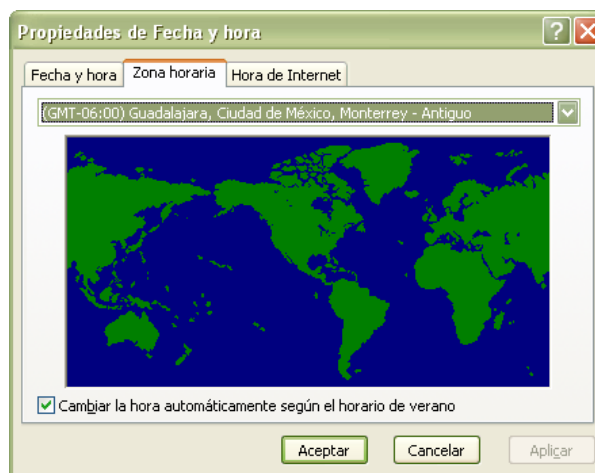 Propiedades de Fecha y hora
Fecha y hora Zona horaria Hora de Internet
(GMT-06:00) Guadalajara, Ciudad de México, Monterrey - Antiguo
Cambiar la hora automáticamente según el horario de verano
Aceptar Cancelar Aplicar